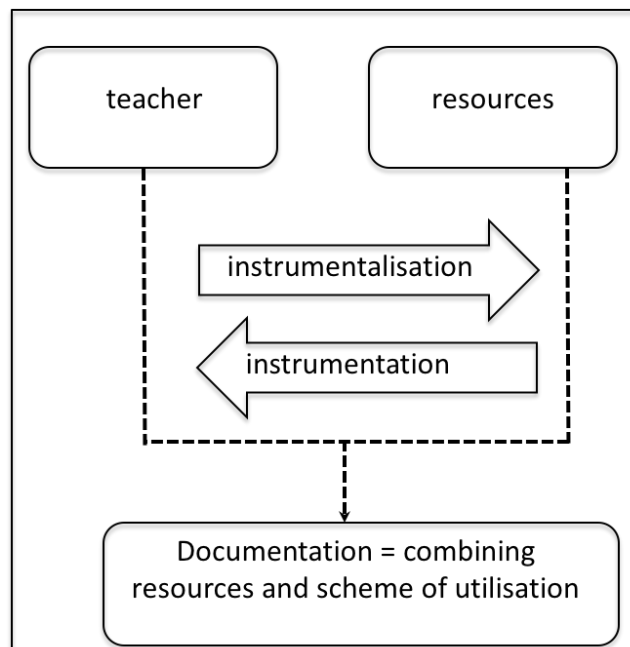 teacher
resources
instrumentalisation
instrumentation
Documentation = combining
resources and scheme of utilisation